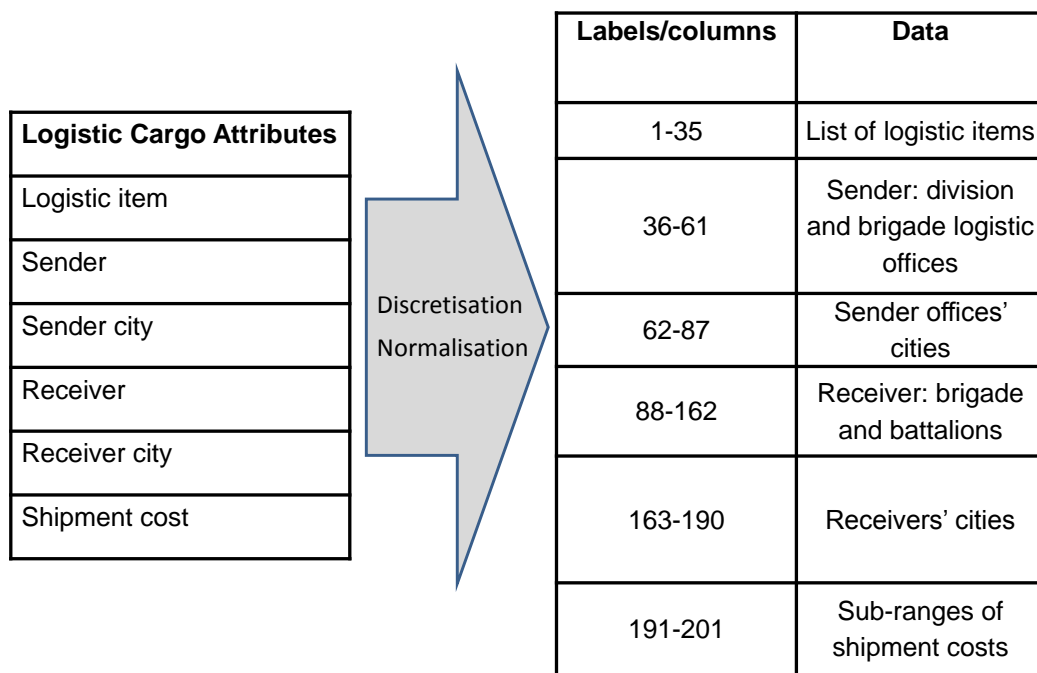 Logistic Cargo Attributes
Logistic item
Sender
Sender city
Receiver
Receiver city
Shipment cost
Discretisation
Normalisation
Labels/columns Data
1-35 List of logistic items
36-61 Sender: division
and brigade logistic
offices
62-87 Sender offices’
cities
88-162 Receiver: brigade
and battalions
163-190 Receivers’ cities
191-201 Sub-ranges of
shipment costs